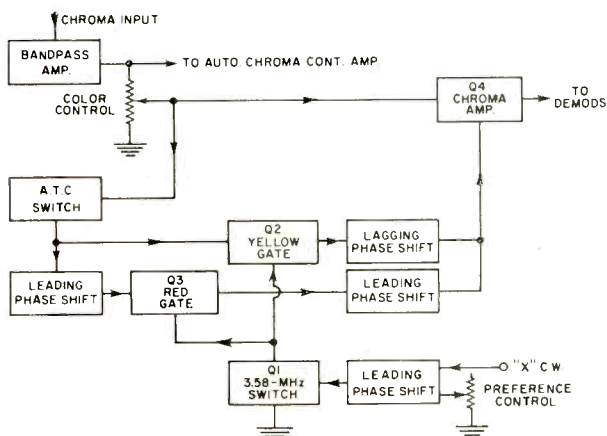 CHROMA INPUT
BANDPASS
AMP.
TO AUTO. CHROMA CONT. AMP.
COLOR
CONTROL
Q4
CHROMA
AMP.
TO
DEMODS
A.T.C
SWITCH
Q2
YELLOW
GATE
LAGGING
PHASE SHIFT
LEADING
PHASE SHIFT
Q3
RED
GATE
LEADING
PHASE SHIFT
Q1
3.58-MHz
SWITCH
LEADING
PHASE SHIFT
"X" C.W.
PREFERENCE
CONTROL